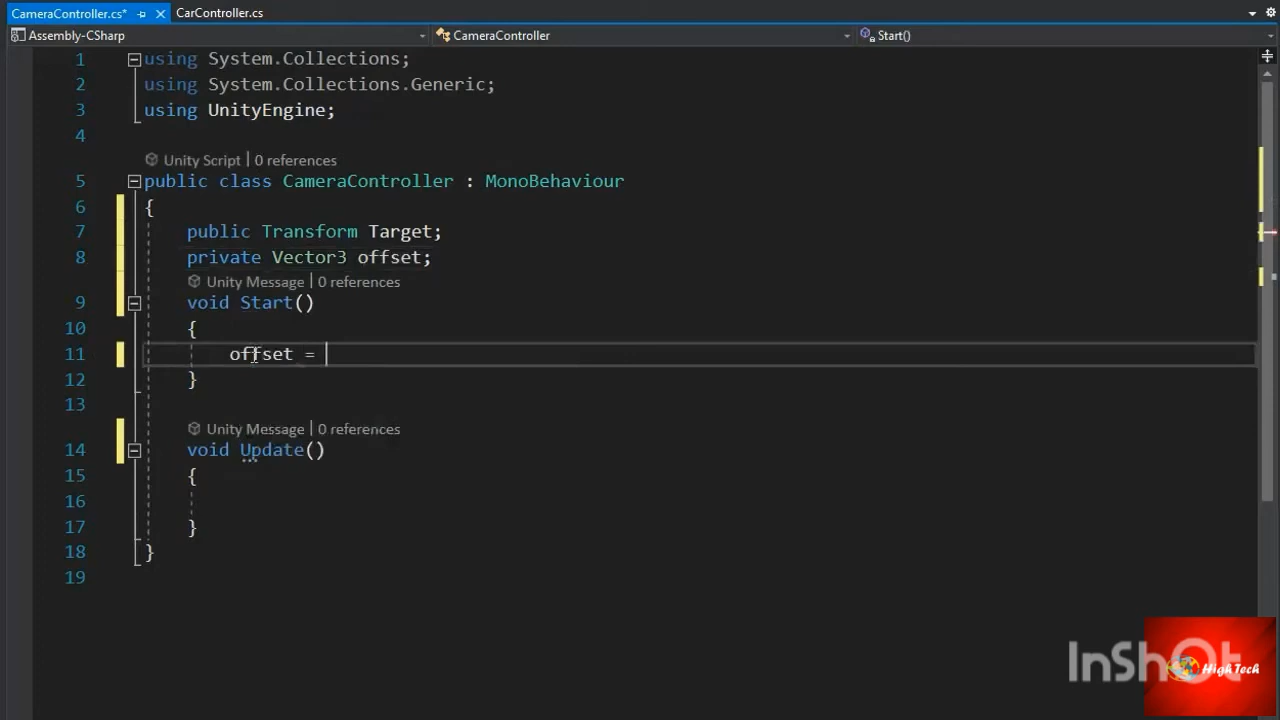 CameraController.cs* CarController.cs
Assembly-CSharp CameraController Start()
1 using System.Collections;
2 using System.Collections.Generic;
3 using UnityEngine;
4
Unity Script | 0 references
5 public class CameraController : MonoBehaviour
6 {
7 public Transform Target;
8 private Vector3 offset;
Unity Message | 0 references
9 void Start()
10 {
11 offset =
12 }
13
Unity Message | 0 references
14 void Update()
15 {
16
17 }
18 }
19
InShOt
HighTech